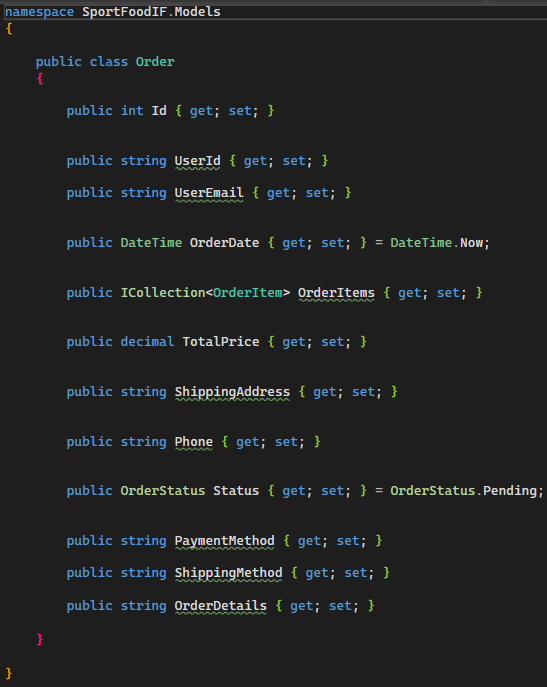 namespace SportFoodIF.Models
{
public class Order
{
public int Id { get; set; }
public string UserId { get; set; }
public string UserEmail { get; set; }
public DateTime OrderDate { get; set; } = DateTime.Now;
public ICollection<OrderItem> OrderItems { get; set; }
public decimal TotalPrice { get; set; }
public string ShippingAddress { get; set; }
public string Phone { get; set; }
public OrderStatus Status { get; set; } = OrderStatus.Pending;
public string PaymentMethod { get; set; }
public string ShippingMethod { get; set; }
public string OrderDetails { get; set; }
}
}